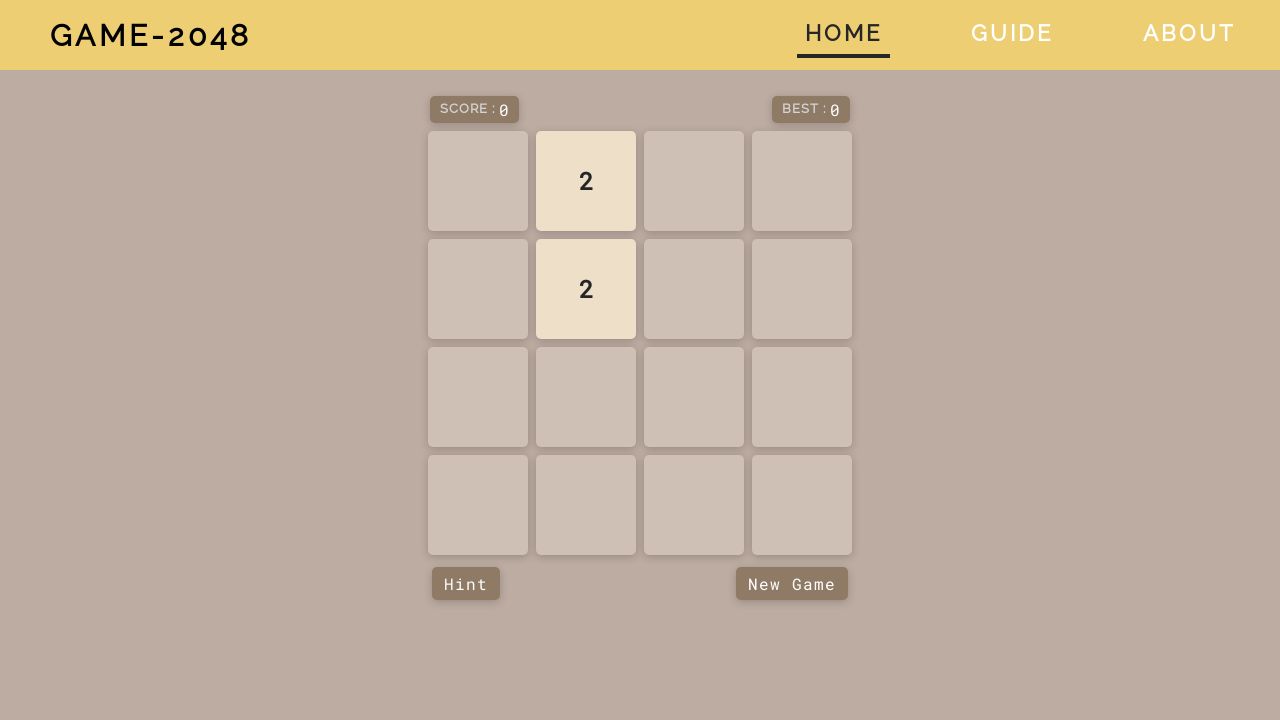 GAME-2048 HOME GUIDE ABOUT
SCORE : 0 BEST : 0
2
2
Hint New Game